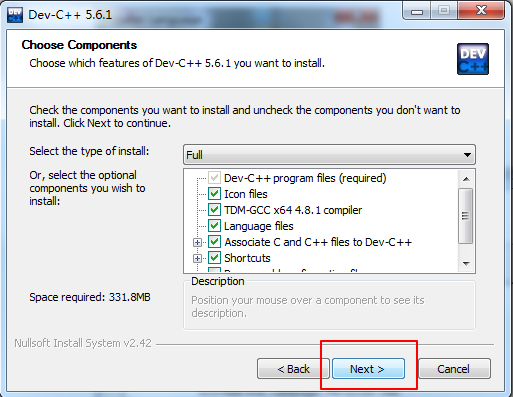 Dev-C++ 5.6.1
Choose Components
Choose which features of Dev-C++ 5.6.1 you want to install.
DEV
C++
Check the components you want to install and uncheck the components you don't want to
install. Click Next to continue.
Select the type of install:
Full
Or, select the optional
components you wish to
install:
Dev-C++ program files (required)
Icon files
TDM-GCC x64 4.8.1 compiler
Language files
Associate C and C++ files to Dev-C++
Shortcuts
Space required: 331.8MB
Description
Position your mouse over a component to see its
description.
Nullsoft Install System v2.42
< Back
Next >
Cancel